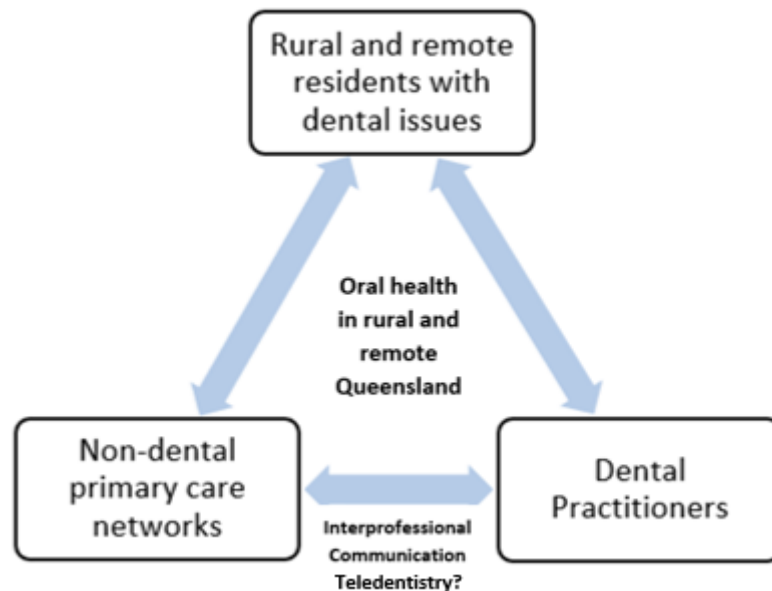 Rural and remote
residents with
dental issues
Oral health
in rural and
remote
Queensland
Non-dental
primary care
networks
Dental
Practitioners
Interprofessional
Communication
Teledentistry?